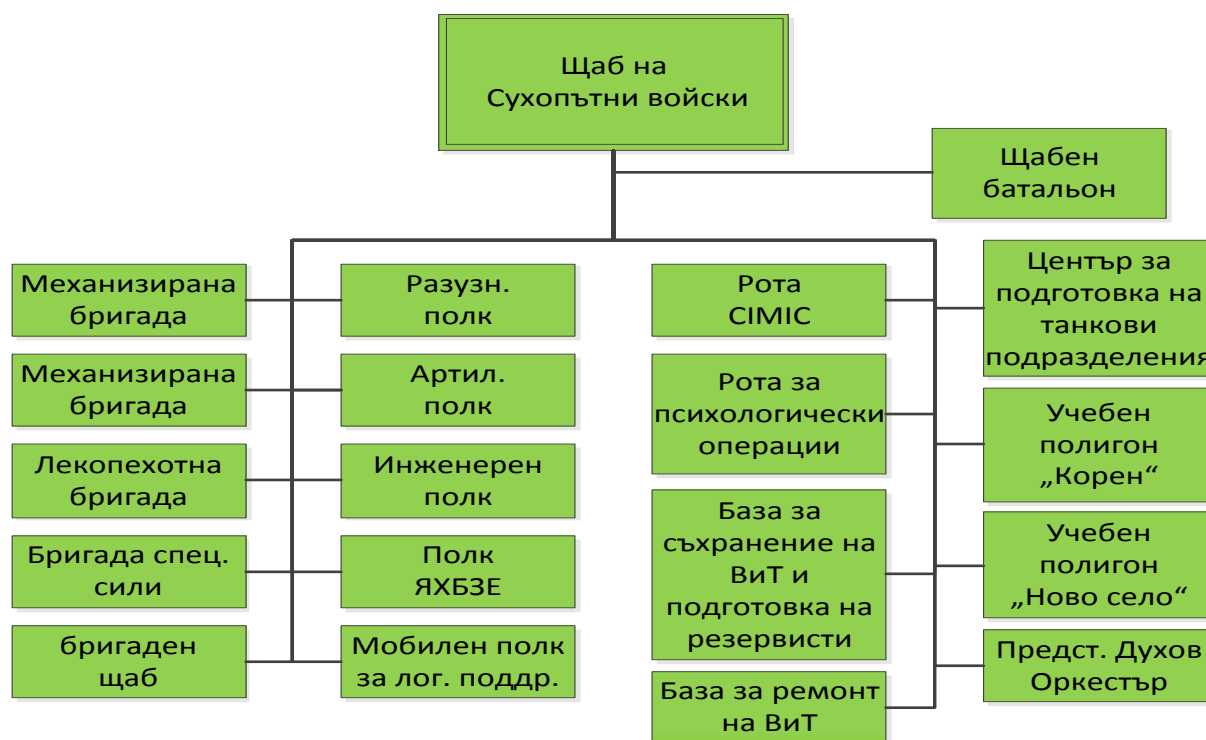 Щаб на
Сухопътни войски
Щабен
батальон
Механизирана
бригада
Механизирана
бригада
Лекопехотна
бригада
Бригада спец.
сили
бригаден
щаб
Разузн.
полк
Артил.
полк
Инженерен
полк
Полк
ЯХБЗЕ
Мобилен полк
за лог. поддр.
Рота
CIMIC
Рота за
психологически
операции
База за
съхранение на
ВиТ и
подготовка на
резервисти
База за ремонт
на ВиТ
Център за
подготовка на
танкови
подразделения
Учебен
полигон
„Корен“
Учебен
полигон
„Ново село“
Предст. Духов
Оркестър